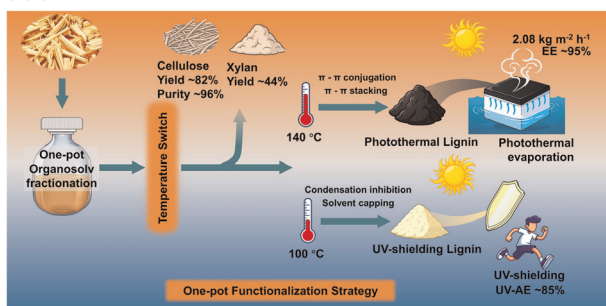 Cellulose
Yield ~82%
Purity ~96%
Xylan
Yield ~44%
2.08 kg m⁻² h⁻¹
EE ~95%
π - π conjugation
π - π stacking
140 °C
Photothermal Lignin
Photothermal
evaporation
One-pot
Organosolv
fractionation
Temperature Switch
Condensation inhibition
Solvent capping
100 °C
UV-shielding Lignin
UV-shielding
UV-AE ~85%
One-pot Functionalization Strategy